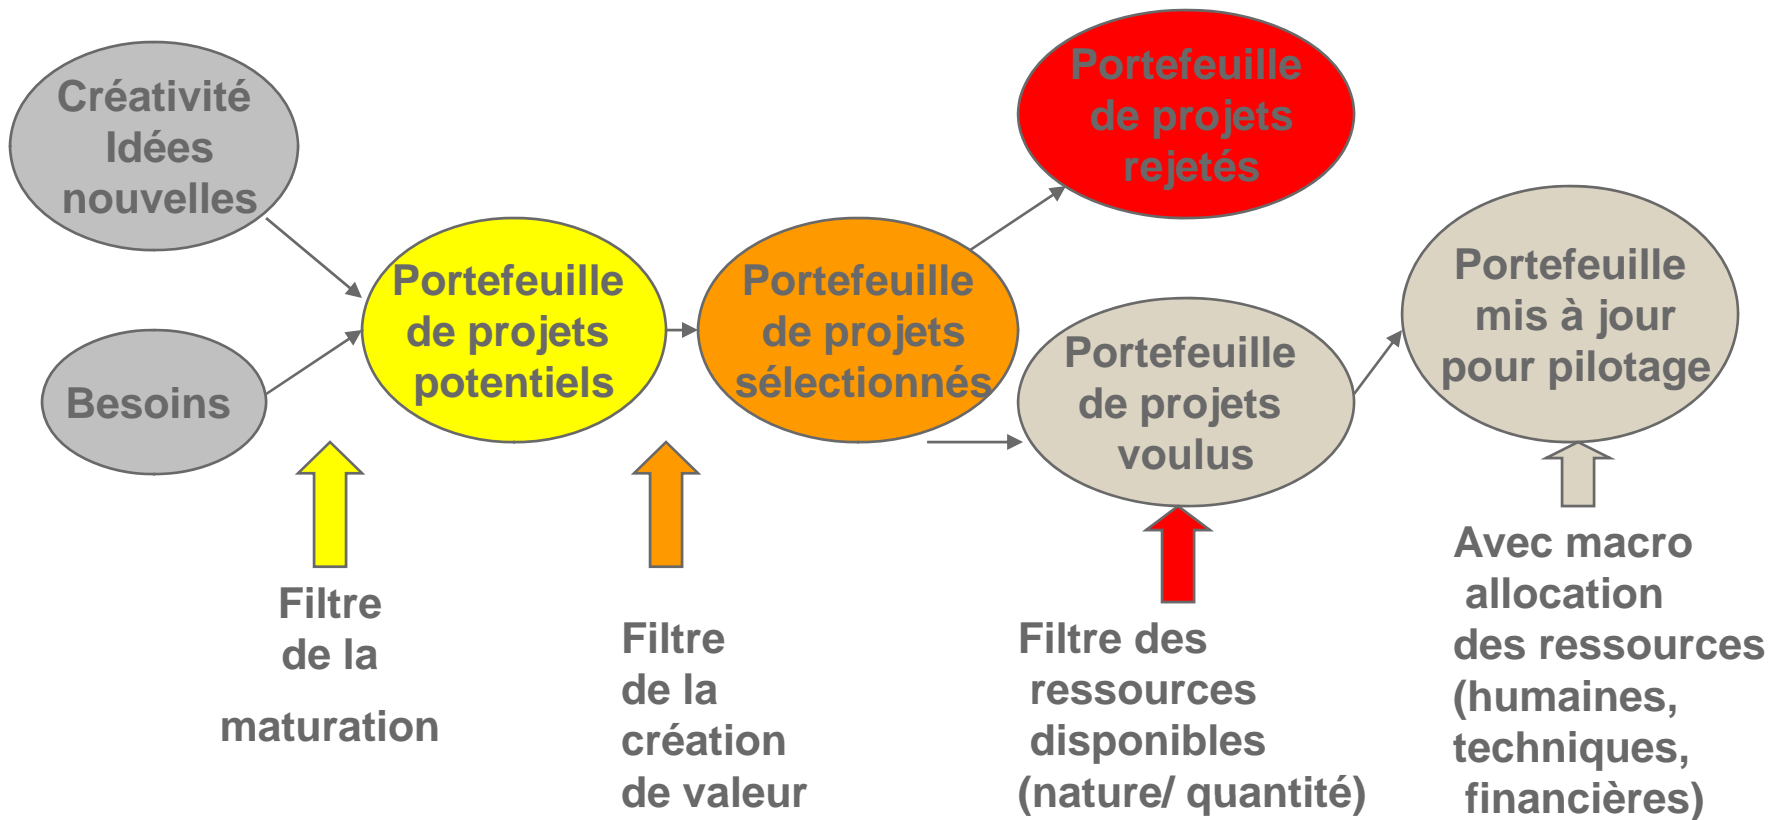 Créativité
Idées
nouvelles
Besoins
Portefeuille
de projets
potentiels
Portefeuille
de projets
sélectionnés
Portefeuille
de projets
rejetés
Portefeuille
de projets
voulus
Portefeuille
mis à jour
pour pilotage
Filtre
de la
maturation
Filtre
de la
création
de valeur
Filtre des
ressources
disponibles
(nature/ quantité)
Avec macro
allocation
des ressources
(humaines,
techniques,
financières)